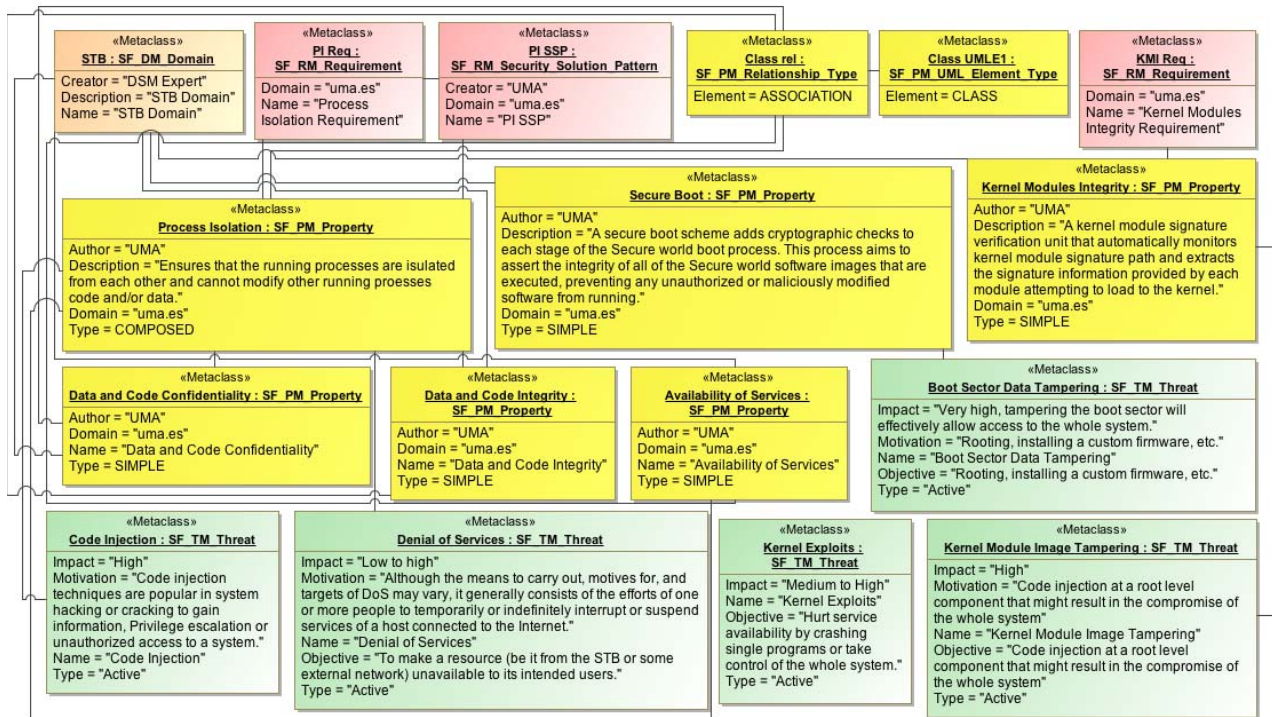 «Metaclass»
STB : SF_DM_Domain
Creator = "DSM Expert"
Description = "STB Domain"
Name = "STB Domain"
«Metaclass»
PI Req :
SF_RM_Requirement
Domain = "uma.es"
Name = "Process
Isolation Requirement"
«Metaclass»
PI SSP :
SF_RM_Security_Solution_Pattern
Creator = "UMA"
Domain = "uma.es"
Name = "PI SSP"
«Metaclass»
Class rel :
SF_PM_Relationship_Type
Element = ASSOCIATION
«Metaclass»
Class UMLE1 :
SF_PM_UML_Element_Type
Element = CLASS
«Metaclass»
KMI Req :
SF_RM_Requirement
Domain = "uma.es"
Name = "Kernel Modules
Integrity Requirement"
«Metaclass»
Process Isolation : SF_PM_Property
Author = "UMA"
Description = "Ensures that the running processes are isulated
from each other and cannot modify other running proesses
code and/or data."
Domain = "uma.es"
Type = COMPOSED
«Metaclass»
Secure Boot : SF_PM_Property
Author = "UMA"
Description = "A secure boot scheme adds cryptographic checks to
each stage of the Secure world boot process. This process aims to
assert the integrity of all of the Secure world software images that are
executed, preventing any unauthorized or maliciously modified
software from running."
Domain = "uma.es"
Type = SIMPLE
«Metaclass»
Kernel Modules Integrity : SF_PM_Property
Author = "UMA"
Description = "A kernel module signature
verification unit that automatically monitors
kernel module signature path and extracts
the signature information provided by each
module attempting to load to the kernel."
Domain = "uma.es"
Type = SIMPLE
«Metaclass»
Data and Code Confidentiality : SF_PM_Property
Author = "UMA"
Domain = "uma.es"
Name = "Data and Code Confidentiality"
Type = SIMPLE
«Metaclass»
Data and Code Integrity :
SF_PM_Property
Author = "UMA"
Domain = "uma.es"
Name = "Data and Code Integrity"
Type = SIMPLE
«Metaclass»
Availability of Services :
SF_PM_Property
Author = "UMA"
Domain = "uma.es"
Name = "Availability of Services"
Type = SIMPLE
«Metaclass»
Boot Sector Data Tampering : SF_TM_Threat
Impact = "Very high, tampering the boot sector will
effectively allow access to the whole system."
Motivation = "Rooting, installing a custom firmware, etc."
Name = "Boot Sector Data Tampering"
Objective = "Rooting, installing a custom firmware, etc."
Type = "Active"
«Metaclass»
Code Injection : SF_TM_Threat
Impact = "High"
Motivation = "Code injection
techniques are popular in system
hacking or cracking to gain
information, Privilege escalation or
unauthorized access to a system."
Name = "Code Injection"
Type = "Active"
«Metaclass»
Denial of Services : SF_TM_Threat
Impact = "Low to high"
Motivation = "Although the means to carry out, motives for, and
targets of DoS may vary, it generally consists of the efforts of one
or more people to temporarily or indefinitely interrupt or suspend
services of a host connected to the Internet."
Name = "Denial of Services"
Objective = "To make a resource (be it from the STB or some
external network) unavailable to its intended users."
Type = "Active"
«Metaclass»
Kernel Exploits :
SF_TM_Threat
Impact = "Medium to High"
Name = "Kernel Exploits"
Objective = "Hurt service
availability by crashing
single programs or take
control of the whole system."
Type = "Active"
«Metaclass»
Kernel Module Image Tampering : SF_TM_Threat
Impact = "High"
Motivation = "Code injection at a root level
component that might result in the compromise of
the whole system"
Name = "Kernel Module Image Tampering"
Objective = "Code injection at a root level
component that might result in the compromise of
the whole system"
Type = "Active"